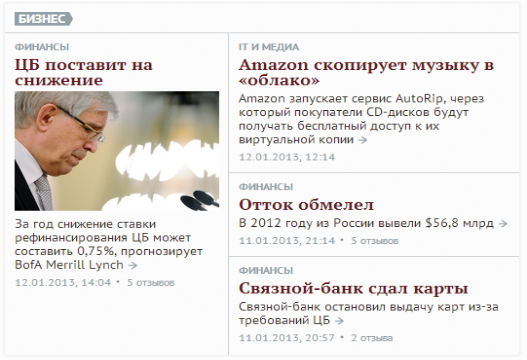 БИЗНЕС
ФИНАНСЫ
ЦБ поставит на
снижение
За год снижение ставки
рефинансирования ЦБ может
составить 0,75%, прогнозирует
BofA Merrill Lynch →
12.01.2013, 14:04 • 5 отзывов
IT И МЕДИА
Amazon скопирует музыку в
«облако»
Amazon запускает сервис AutoRip, через
который покупатели CD-дисков будут
получать бесплатный доступ к их
виртуальной копии →
12.01.2013, 12:14
ФИНАНСЫ
Отток обмелел
В 2012 году из России вывели $56,8 млрд →
11.01.2013, 21:14 • 5 отзывов
ФИНАНСЫ
Связной-банк сдал карты
Связной-банк остановил выдачу карт из-за
требований ЦБ →
11.01.2013, 20:57 • 2 отзыва